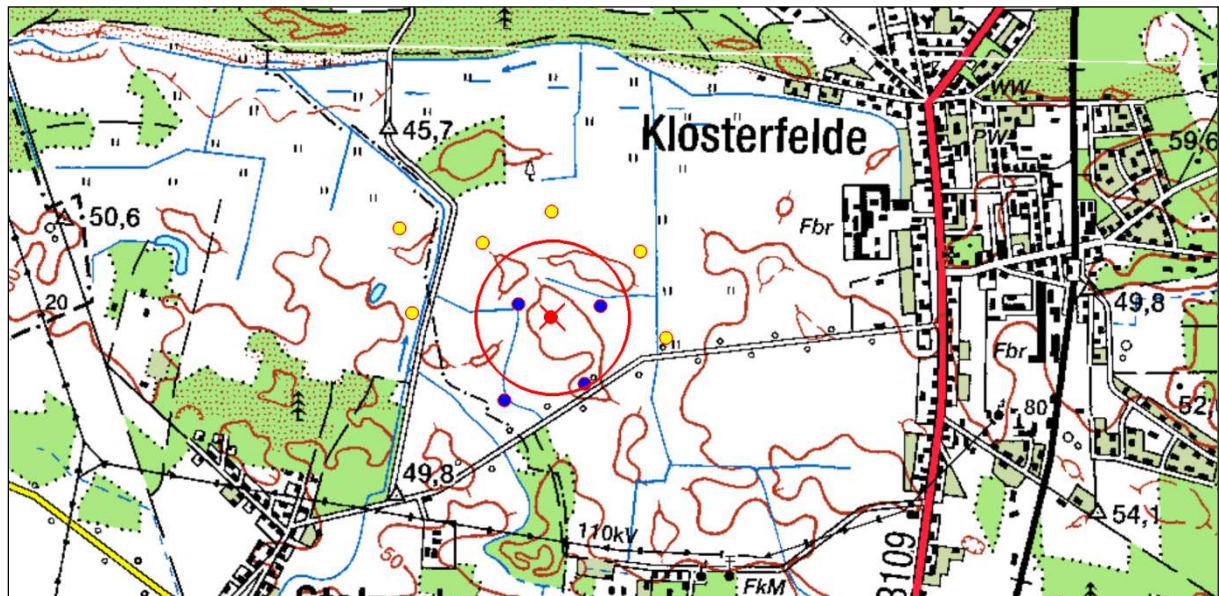 WW
45,7
Klosterfelde
PW
59,6
50,6
Fbr
20
49,8
Fbr
52,
80
49,8
54,1
110kV
50
B109
FkM